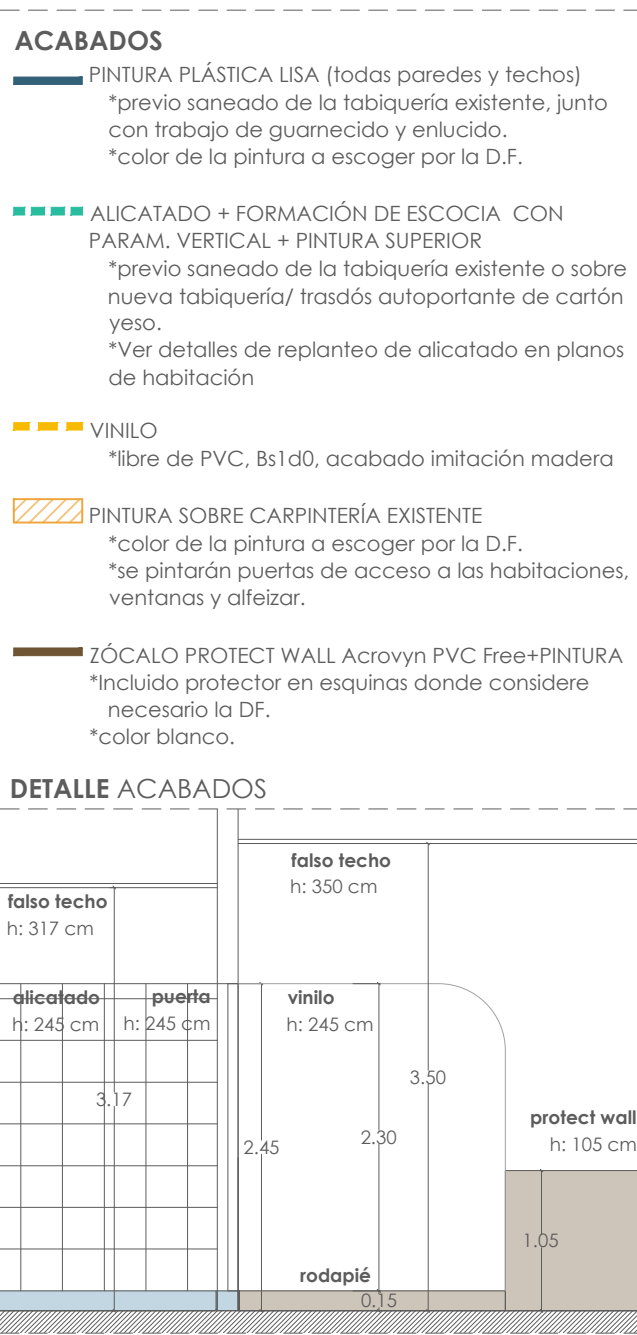 ACABADOS
PINTURA PLÁSTICA LISA (todas paredes y techos)
*previo saneado de la tabiquería existente, junto
con trabajo de guarnecido y enlucido.
*color de la pintura a escoger por la D.F.
ALICATADO + FORMACIÓN DE ESCOCIA CON
PARAM. VERTICAL + PINTURA SUPERIOR
*previo saneado de la tabiquería existente o sobre
nueva tabiquería/ trasdós autoportante de cartón
yeso.
*Ver detalles de replanteo de alicatado en planos
de habitación
VINILO
*libre de PVC, Bs1d0, acabado imitación madera
PINTURA SOBRE CARPINTERÍA EXISTENTE
*color de la pintura a escoger por la D.F.
*se pintarán puertas de acceso a las habitaciones,
ventanas y alfeizar.
ZÓCALO PROTECT WALL Acrovyn PVC Free+PINTURA
*Incluido protector en esquinas donde considere
necesario la DF.
*color blanco.
DETALLE ACABADOS
falso techo
h: 350 cm
falso techo
h: 317 cm
alicatado puerta vinilo
h: 245 cm h: 245 cm h: 245 cm
3.50
3.17
protect wall
h: 105 cm
2.45 2.30
1.05
rodapié
0.15